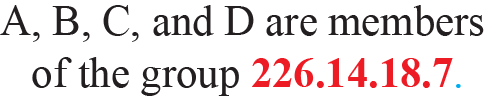 A, B, C, and D are members
of the group 226.14.18.7.